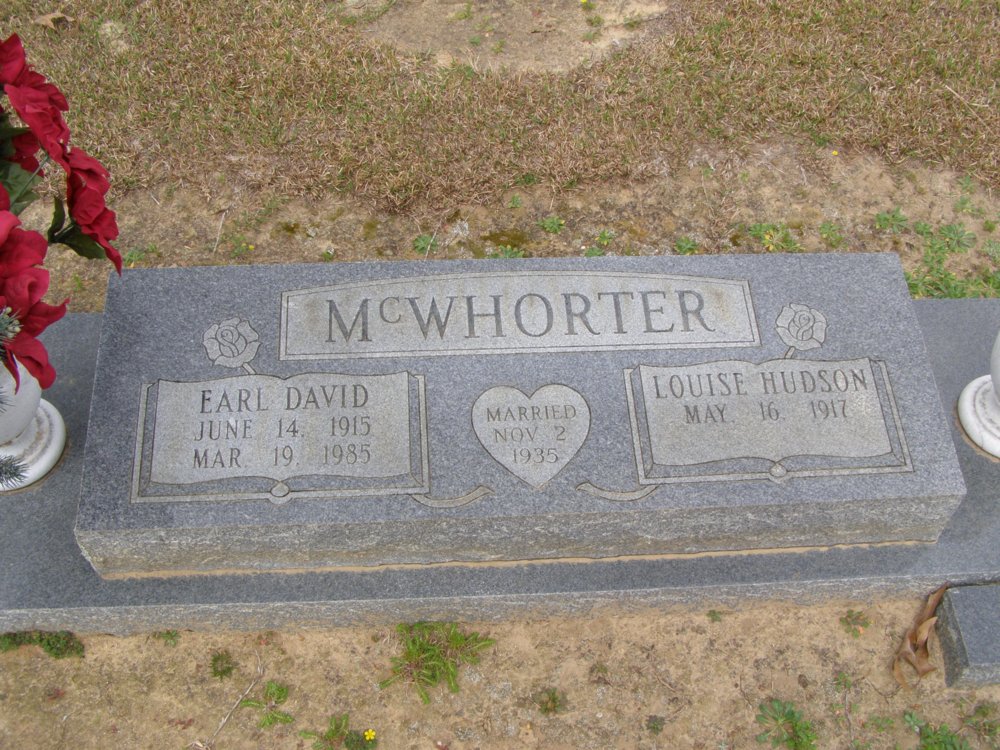 McWHORTER
EARL DAVID
JUNE 14, 1915
MAR. 19, 1985
MARRIED
NOV 2
1935
LOUISE HUDSON
MAY. 16, 1917